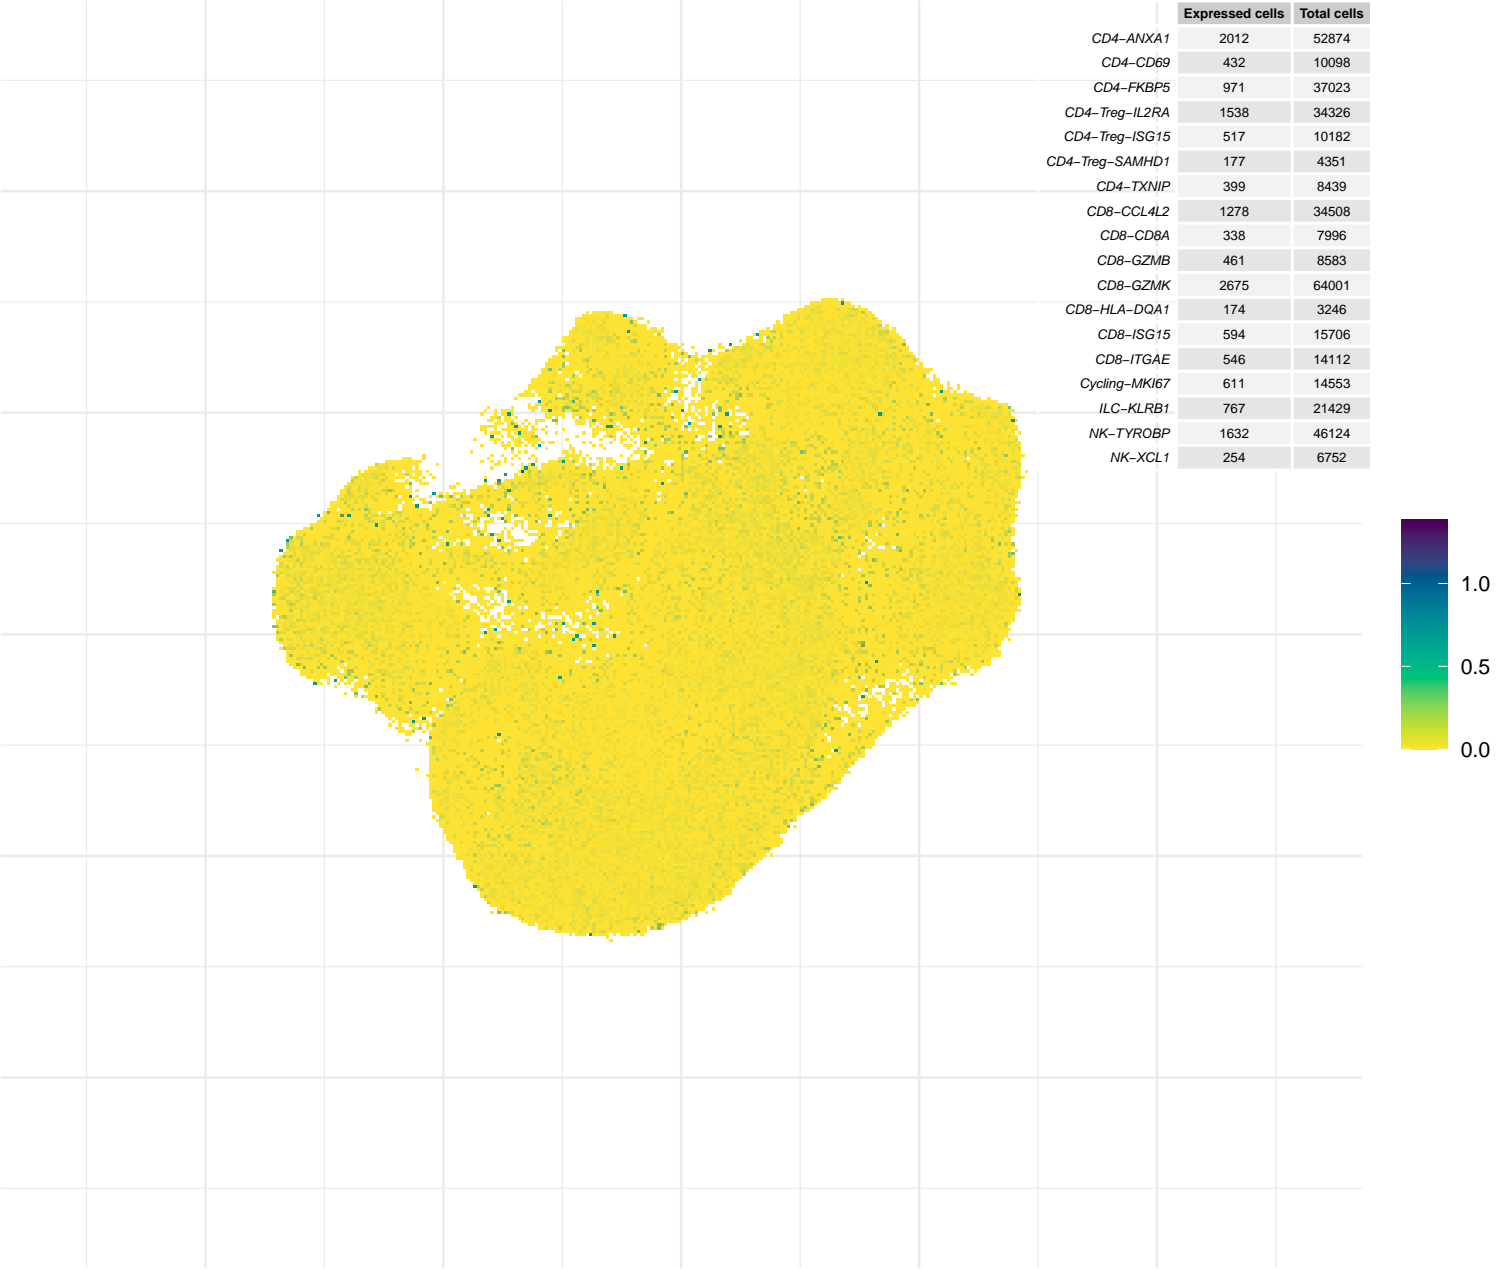 Expressed cells Total cells
CD4−ANXA1 2012 52874
CD4−CD69 432 10098
CD4−FKBP5 971 37023
CD4−Treg−IL2RA 1538 34326
CD4−Treg−ISG15 517 10182
CD4−Treg−SAMHD1 177 4351
CD4−TXNIP 399 8439
CD8−CCL4L2 1278 34508
CD8−CD8A 338 7996
CD8−GZMB 461 8583
CD8−GZMK 2675 64001
CD8−HLA−DQA1 174 3246
CD8−ISG15 594 15706
CD8−ITGAE 546 14112
Cycling−MKI67 611 14553
ILC−KLRB1 767 21429
NK−TYROBP 1632 46124
NK−XCL1 254 6752
1.0
0.5
0.0